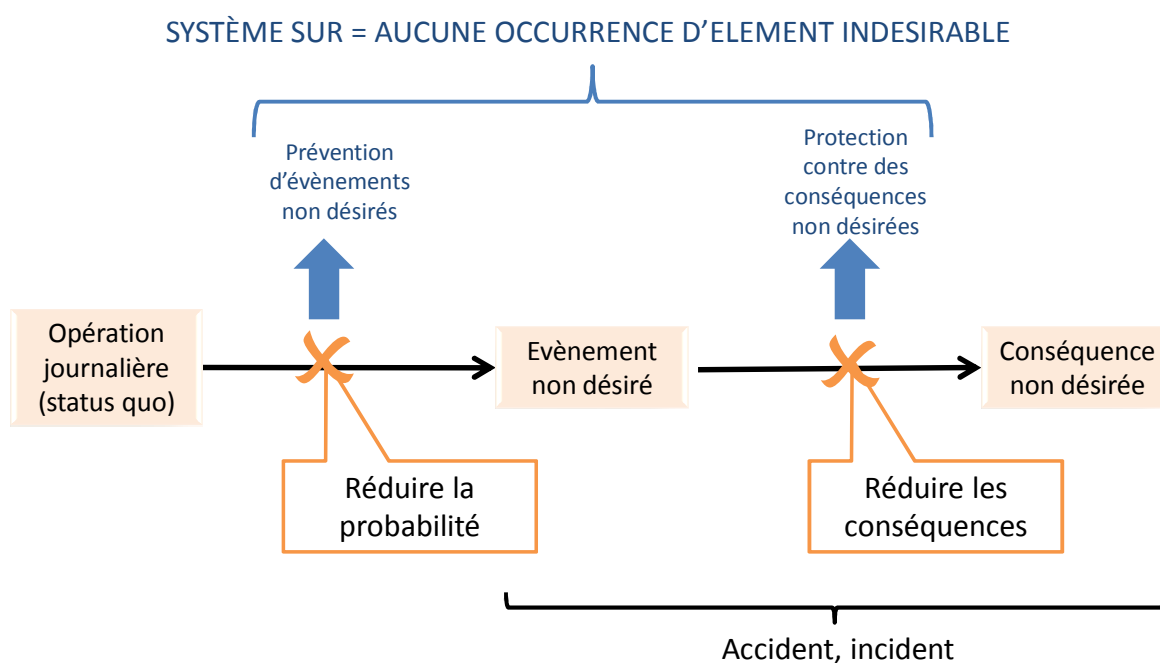 SYSTÈME SUR = AUCUNE OCCURRENCE D’ELEMENT INDESIRABLE
Prévention
d’évènements
non désirés
Protection
contre des
conséquences
non désirées
Opération
journalière
(status quo)
Evènement
non désiré
Conséquence
non désirée
Réduire la
probabilité
Réduire les
conséquences
Accident, incident